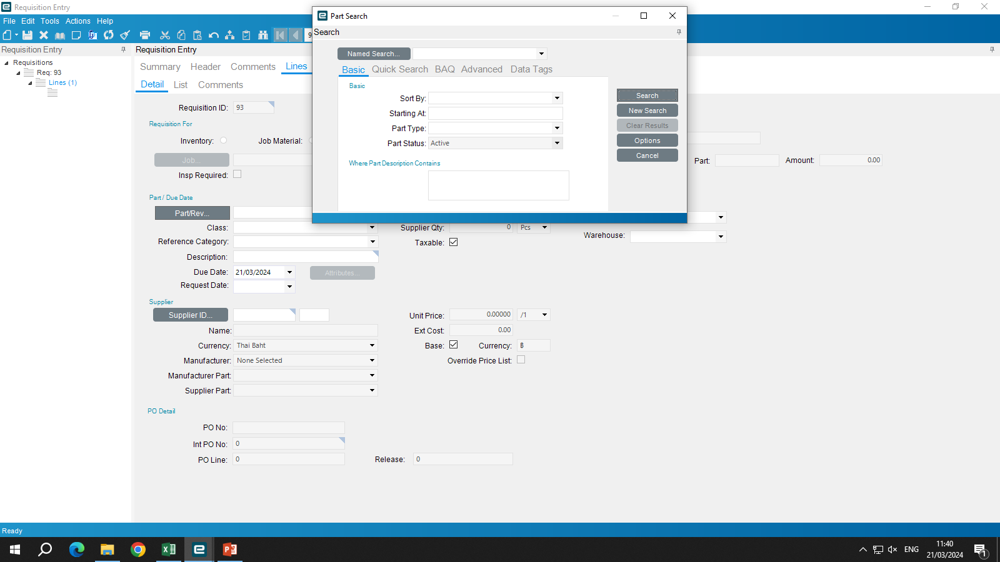 Requisition Entry
File Edit Tools Actions Help
Part Search
Search
Named Search...
Basic Quick Search BAQ Advanced Data Tags
Basic
Sort By:
Starting At:
Part Type:
Part Status: Active
Where Part Description Contains
Search
New Search
Clear Results
Options
Cancel
Requisition Entry
Requisitions
Req: 93
Lines (1)
Requisition Entry
Summary Header Comments Lines
Detail List Comments
Requisition ID: 93
Requisition For
Inventory: Job Material:
Job...
Insp Required:
Part: Amount: 0.00
Part / Due Date
Part/Rev...
Class:
Supplier Qty: 0 Pcs
Reference Category:
Taxable:
Warehouse:
Description:
Due Date: 21/03/2024 Attributes...
Request Date:
Supplier
Supplier ID...
Unit Price: 0.00000 /1
Name:
Ext Cost: 0.00
Currency: Thai Baht
Base: Currency: ฿
Manufacturer: None Selected
Override Price List:
Manufacturer Part:
Supplier Part:
PO Detail
PO No:
Int PO No: 0
PO Line: 0 Release: 0
Ready
ENG
11:40
21/03/2024
1